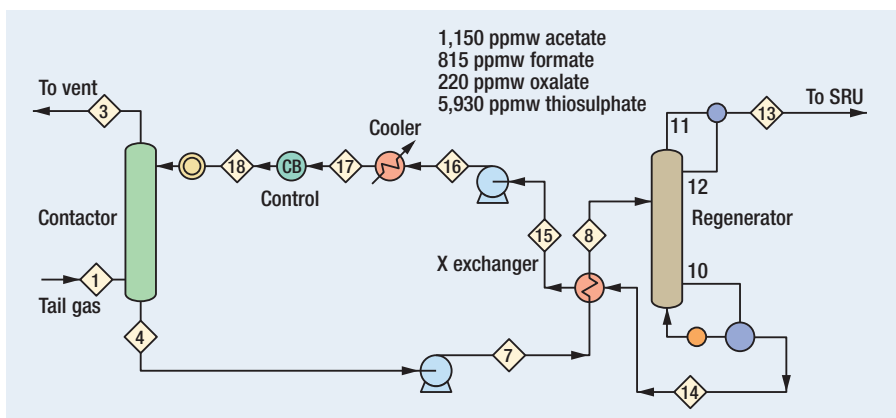 1,150 ppmw acetate
815 ppmw formate
220 ppmw oxalate
5,930 ppmw thiosulphate
To vent
3
To SRU
13
11
Cooler
18
CB
17
16
12
Control
Contactor
Regenerator
15
8
X exchanger
10
1
Tail gas
4
7
14